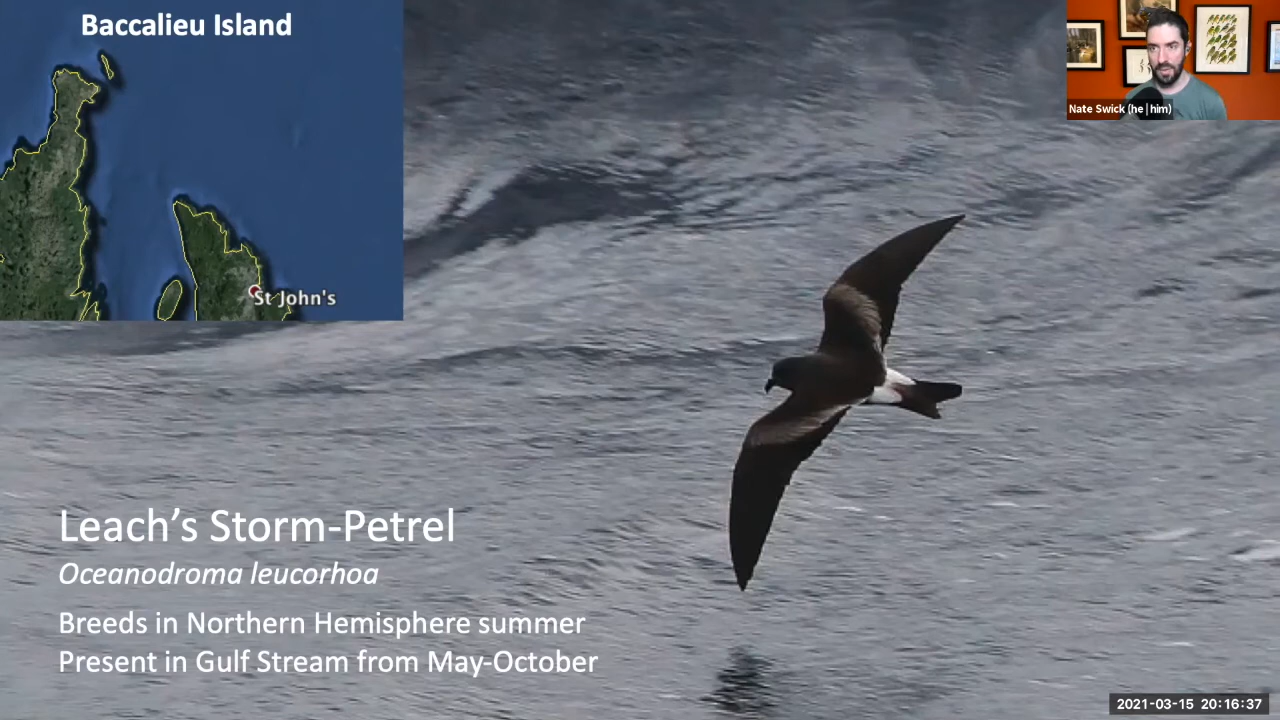 Baccalieu Island
Nate Swick (he | him)
St John's
Leach's Storm-Petrel
Oceanodroma leucorhoa
Breeds in Northern Hemisphere summer
Present in Gulf Stream from May-October
2021-03-15 20:16:37